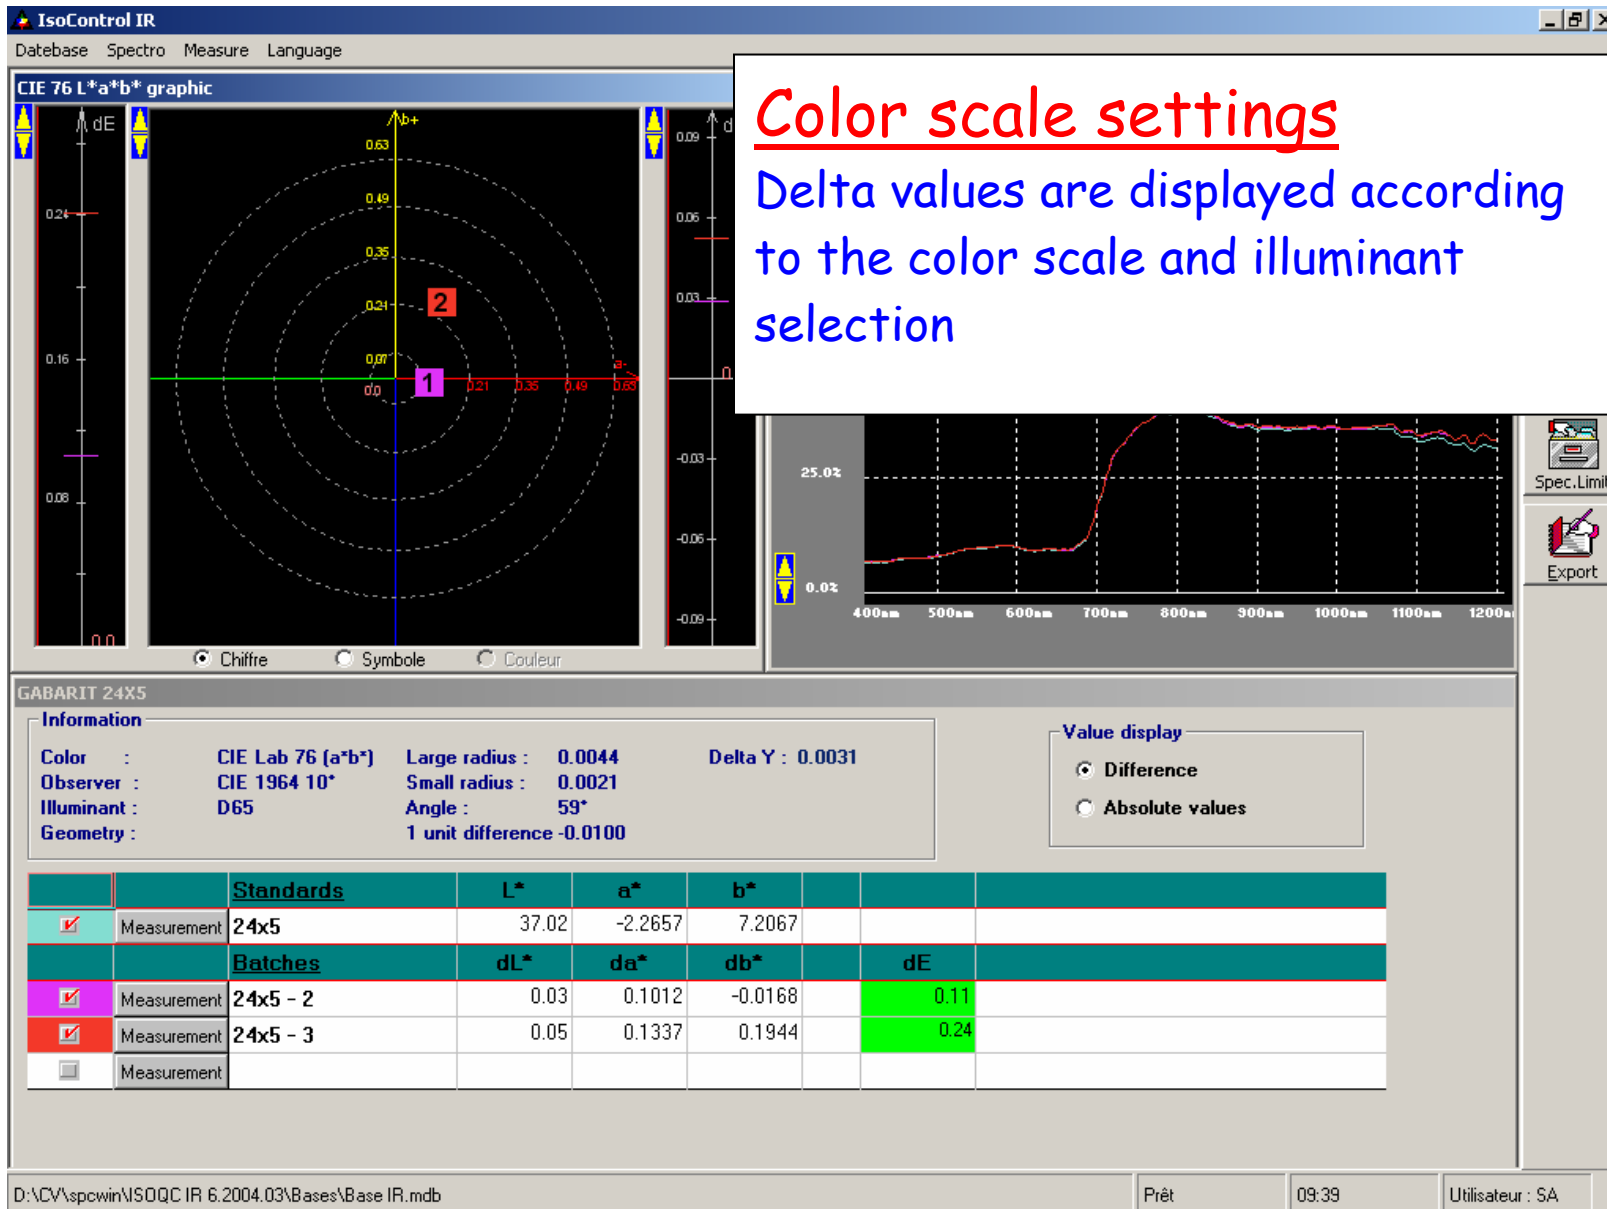 IsoControl IR
Datebase Spectro Measure Language
CIE 76 L*a*b* graphic
Color scale settings
Delta values are displayed according
to the color scale and illuminant
selection
dE
0.24
0.16
0.08
0.0
b+
0.63
0.49
0.35
0.21
0.07
0.0
a-
0.21 0.35 0.49 0.63
1
2
d
0.09
0.06
0.03
0
-0.03
-0.06
-0.09
Chiffre Symbole Couleur
25.0%
0.0%
400nm 500nm 600nm 700nm 800nm 900nm 1000nm 1100nm 1200n
Spec.Limit
Export
GABARIT 24X5
Information
Color : CIE Lab 76 (a*b*) Large radius : 0.0044 Delta Y : 0.0031
Observer : CIE 1964 10° Small radius : 0.0021
Illuminant : D65 Angle : 59°
Geometry : 1 unit difference -0.0100
Value display
Difference
Absolute values
Standards L* a* b*
Measurement 24x5 37.02 -2.2657 7.2067
Batches dL* da* db* dE
Measurement 24x5 - 2 0.03 0.1012 -0.0168 0.11
Measurement 24x5 - 3 0.05 0.1337 0.1944 0.24
Measurement
D:\CV\spcwin\ISOQC IR 6.2004.03\Bases\Base IR.mdb Prêt 09:39 Utilisateur : SA